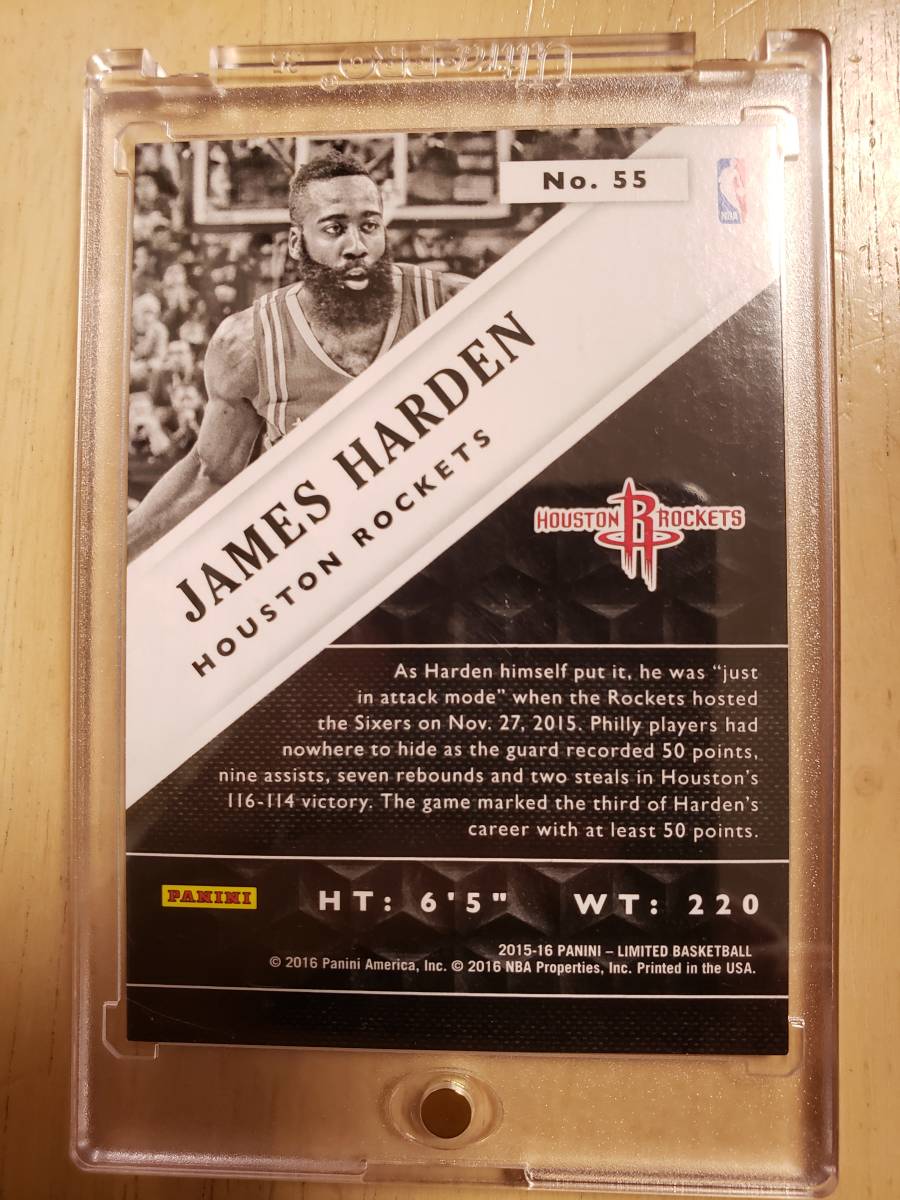 Ultra PRO
No. 55
NBA
JAMES HARDEN
HOUSTON ROCKETS
HOUSTON R ROCKETS
As Harden himself put it, he was “just
in attack mode” when the Rockets hosted
the Sixers on Nov. 27, 2015. Philly players had
nowhere to hide as the guard recorded 50 points,
nine assists, seven rebounds and two steals in Houston's
116-114 victory. The game marked the third of Harden's
career with at least 50 points.
PANINI HT: 6'5" WT: 220
2015-16 PANINI – LIMITED BASKETBALL
© 2016 Panini America, Inc. © 2016 NBA Properties, Inc. Printed in the USA.